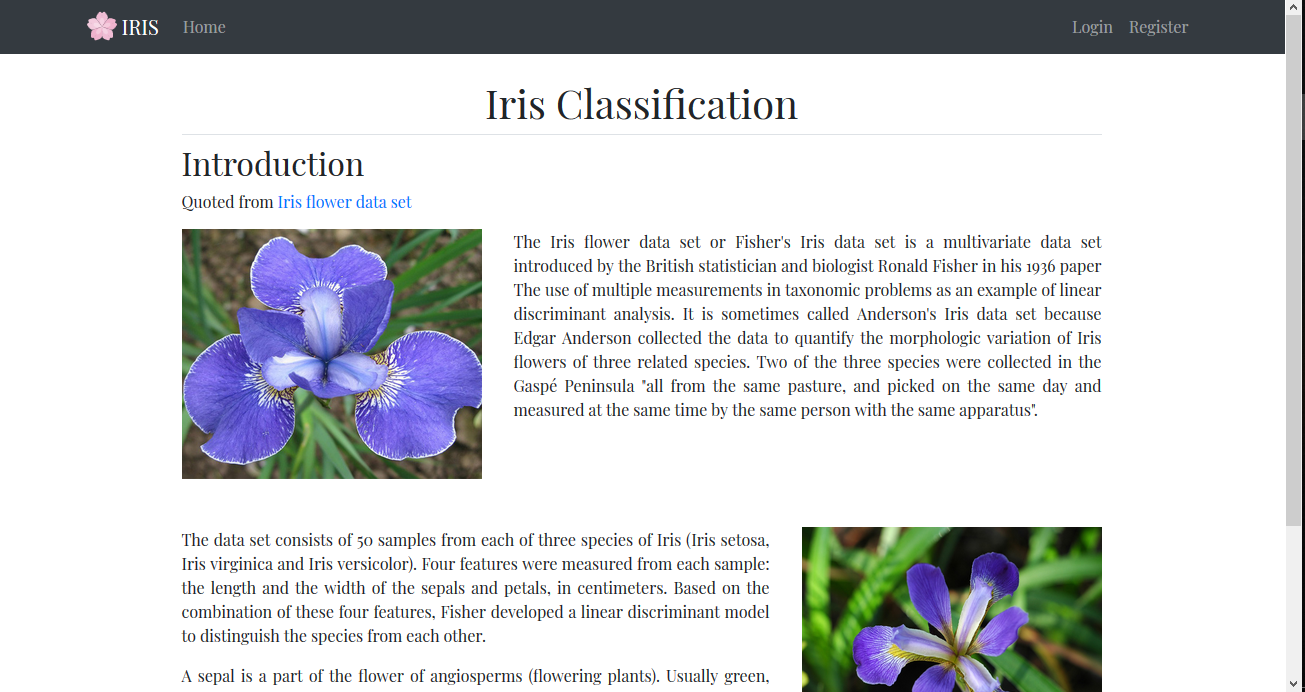 IRIS Home Login Register
Iris Classification
Introduction
Quoted from Iris flower data set
The Iris flower data set or Fisher's Iris data set is a multivariate data set
introduced by the British statistician and biologist Ronald Fisher in his 1936 paper
The use of multiple measurements in taxonomic problems as an example of linear
discriminant analysis. It is sometimes called Anderson's Iris data set because
Edgar Anderson collected the data to quantify the morphologic variation of Iris
flowers of three related species. Two of the three species were collected in the
Gaspé Peninsula "all from the same pasture, and picked on the same day and
measured at the same time by the same person with the same apparatus".
The data set consists of 50 samples from each of three species of Iris (Iris setosa,
Iris virginica and Iris versicolor). Four features were measured from each sample:
the length and the width of the sepals and petals, in centimeters. Based on the
combination of these four features, Fisher developed a linear discriminant model
to distinguish the species from each other.
A sepal is a part of the flower of angiosperms (flowering plants). Usually green,